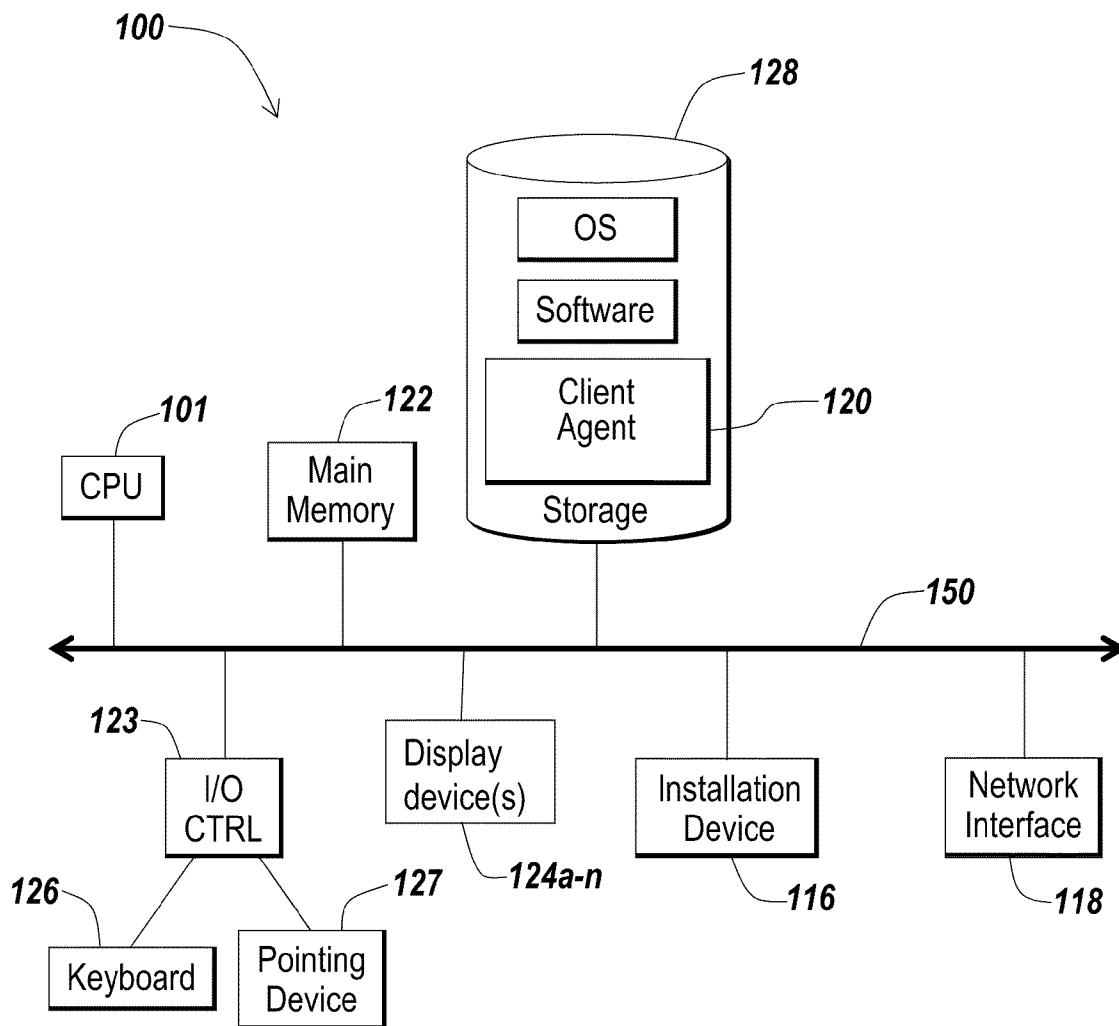 100
128
OS
Software
Client
Agent
120
Storage
101
CPU
122
Main
Memory
150
123
I/O
CTRL
Display
device(s)
124a-n
Installation
Device
116
Network
Interface
118
126
Keyboard
127
Pointing
Device